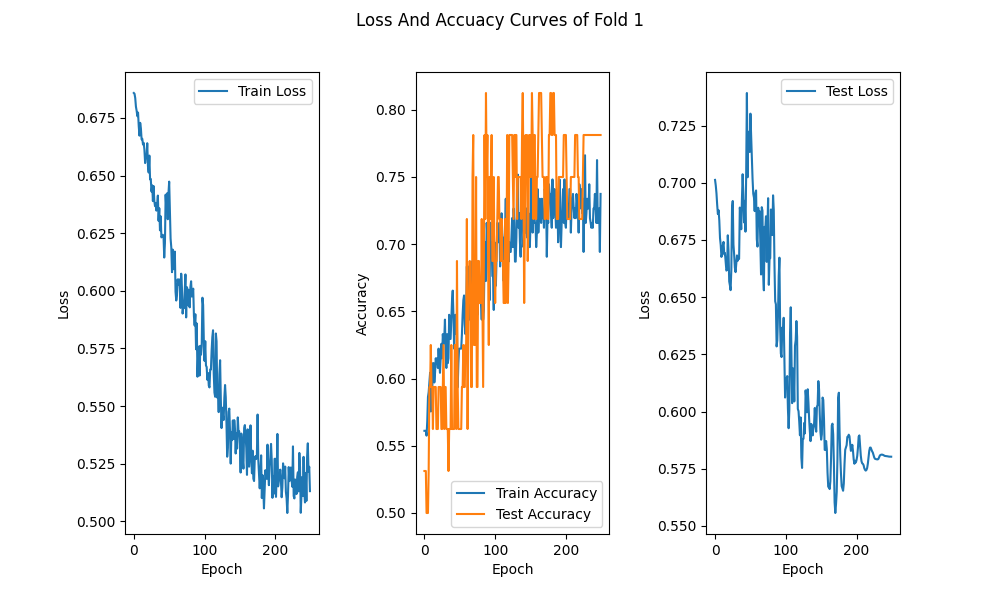 Loss And Accuacy Curves of Fold 1
Train Loss
0.675
0.650
0.625
0.600
0.575
0.550
0.525
0.500
Loss
0
100
200
Epoch
0.80
0.75
0.70
0.65
0.60
0.55
0.50
Accuracy
Train Accuracy
Test Accuracy
0
100
200
Epoch
Test Loss
0.725
0.700
0.675
0.650
0.625
0.600
0.575
0.550
Loss
0
100
200
Epoch